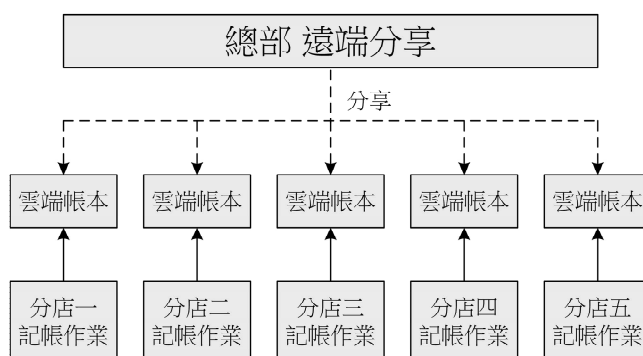 總部 遠端分享
分享
雲端帳本
雲端帳本
雲端帳本
雲端帳本
雲端帳本
分店一
記帳作業
分店二
記帳作業
分店三
記帳作業
分店四
記帳作業
分店五
記帳作業